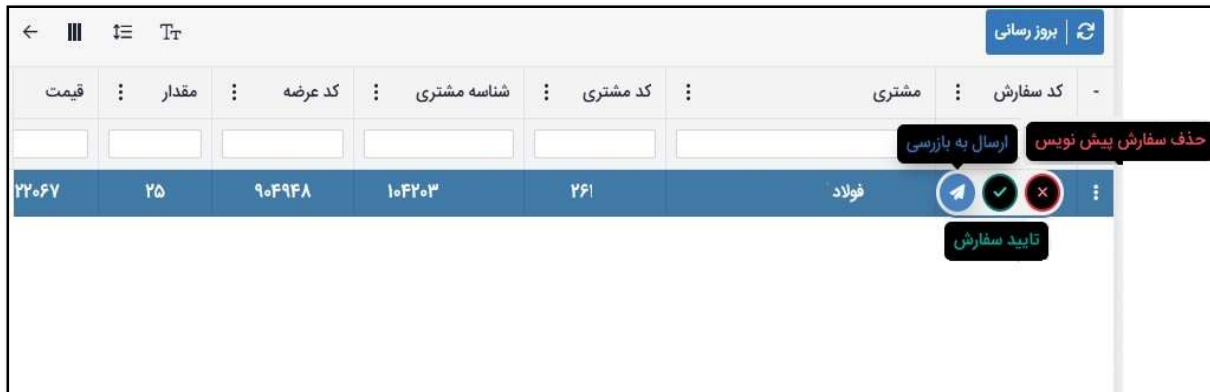 بروز رسانی
- کد سفارش مشتری کد مشتری شناسه مشتری کد عرضه مقدار قیمت
حذف سفارش پیش نویس ارسال به بازرسی
فولاد ۲۶۱ ۱۰۴۲۰۳ ۹۰۴۹۴۸ ۲۵ ۲۲۰۶۷
تایید سفارش